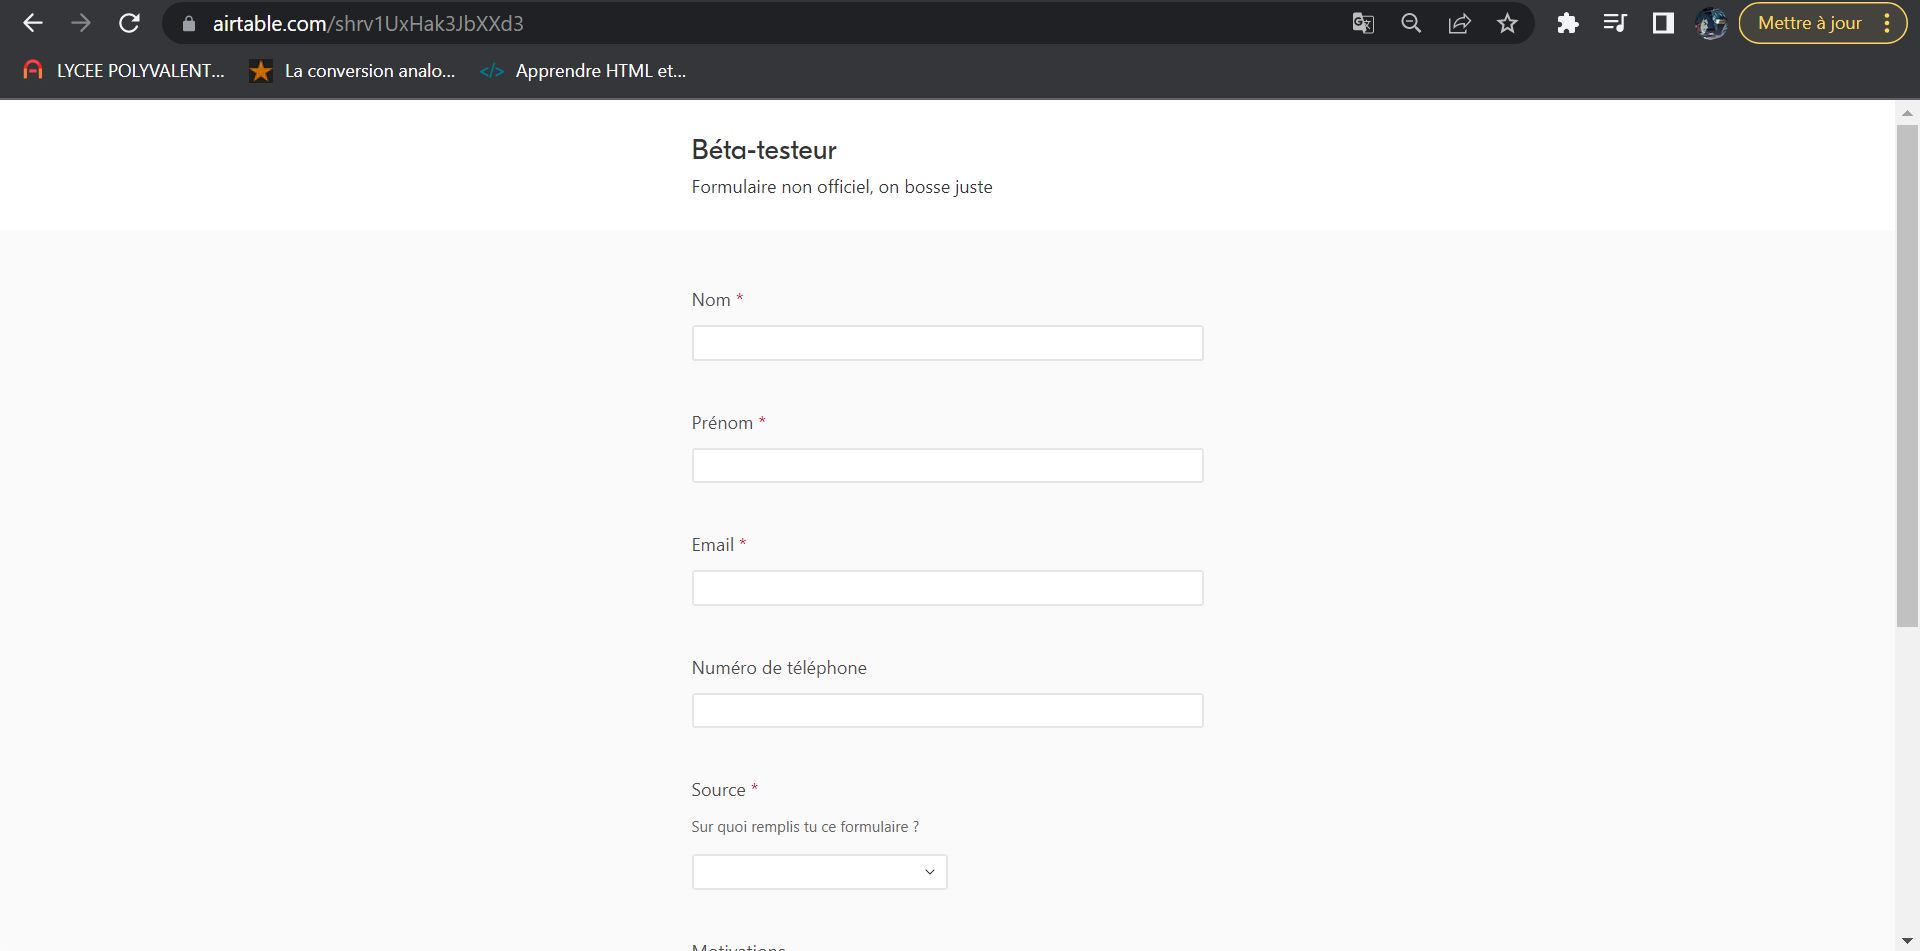 airtable.com/shrv1UxHak3JbXXd3
Mettre à jour
LYCEE POLYVALENT...
La conversion analo...
</> Apprendre HTML et...
Béta-testeur
Formulaire non officiel, on bosse juste
Nom *
Prénom *
Email *
Numéro de téléphone
Source *
Sur quoi remplis tu ce formulaire ?
Motivations